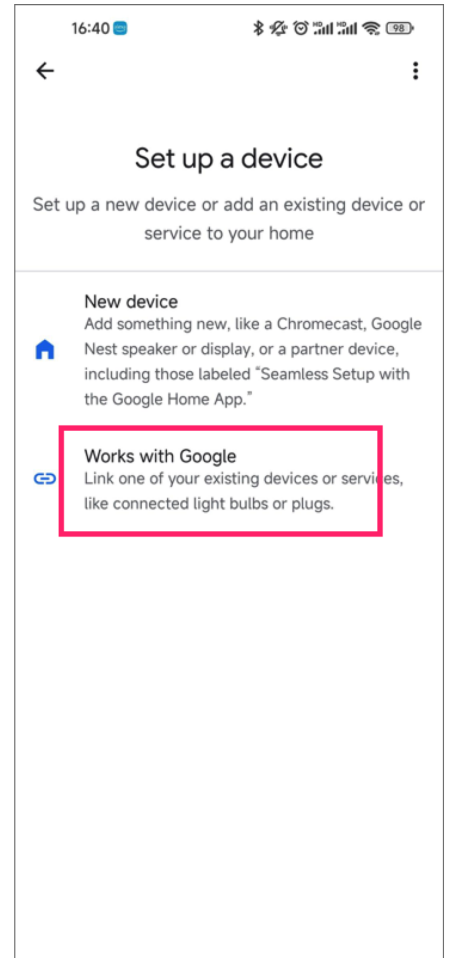 16:40
HD HD 98
Set up a device
Set up a new device or add an existing device or
service to your home
New device
Add something new, like a Chromecast, Google
Nest speaker or display, or a partner device,
including those labeled “Seamless Setup with
the Google Home App.”
Works with Google
Link one of your existing devices or services,
like connected light bulbs or plugs.